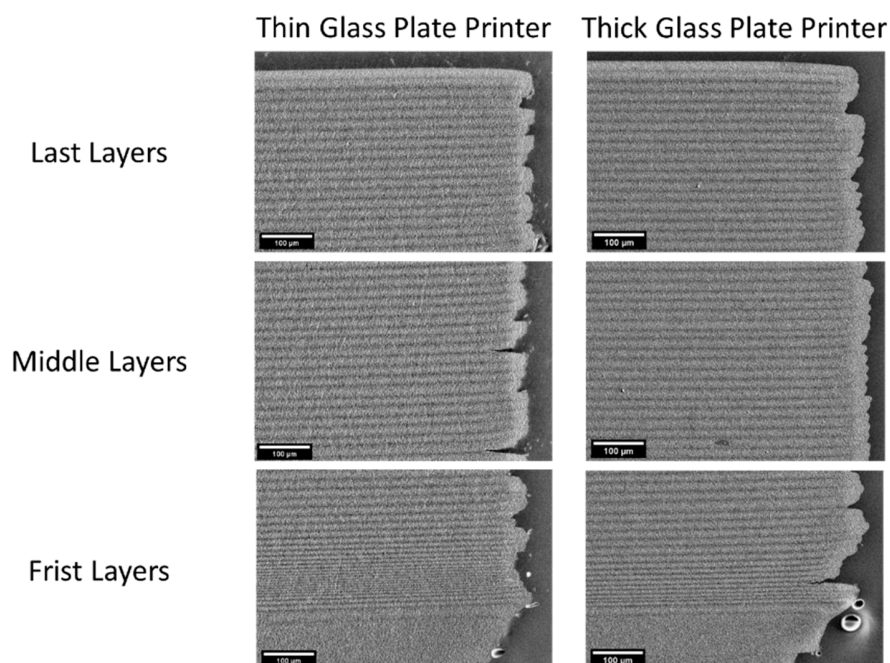 Thin Glass Plate Printer Thick Glass Plate Printer
Last Layers
100 µm 100 µm
Middle Layers
100 µm 100 µm
Frist Layers
100 µm 100 µm